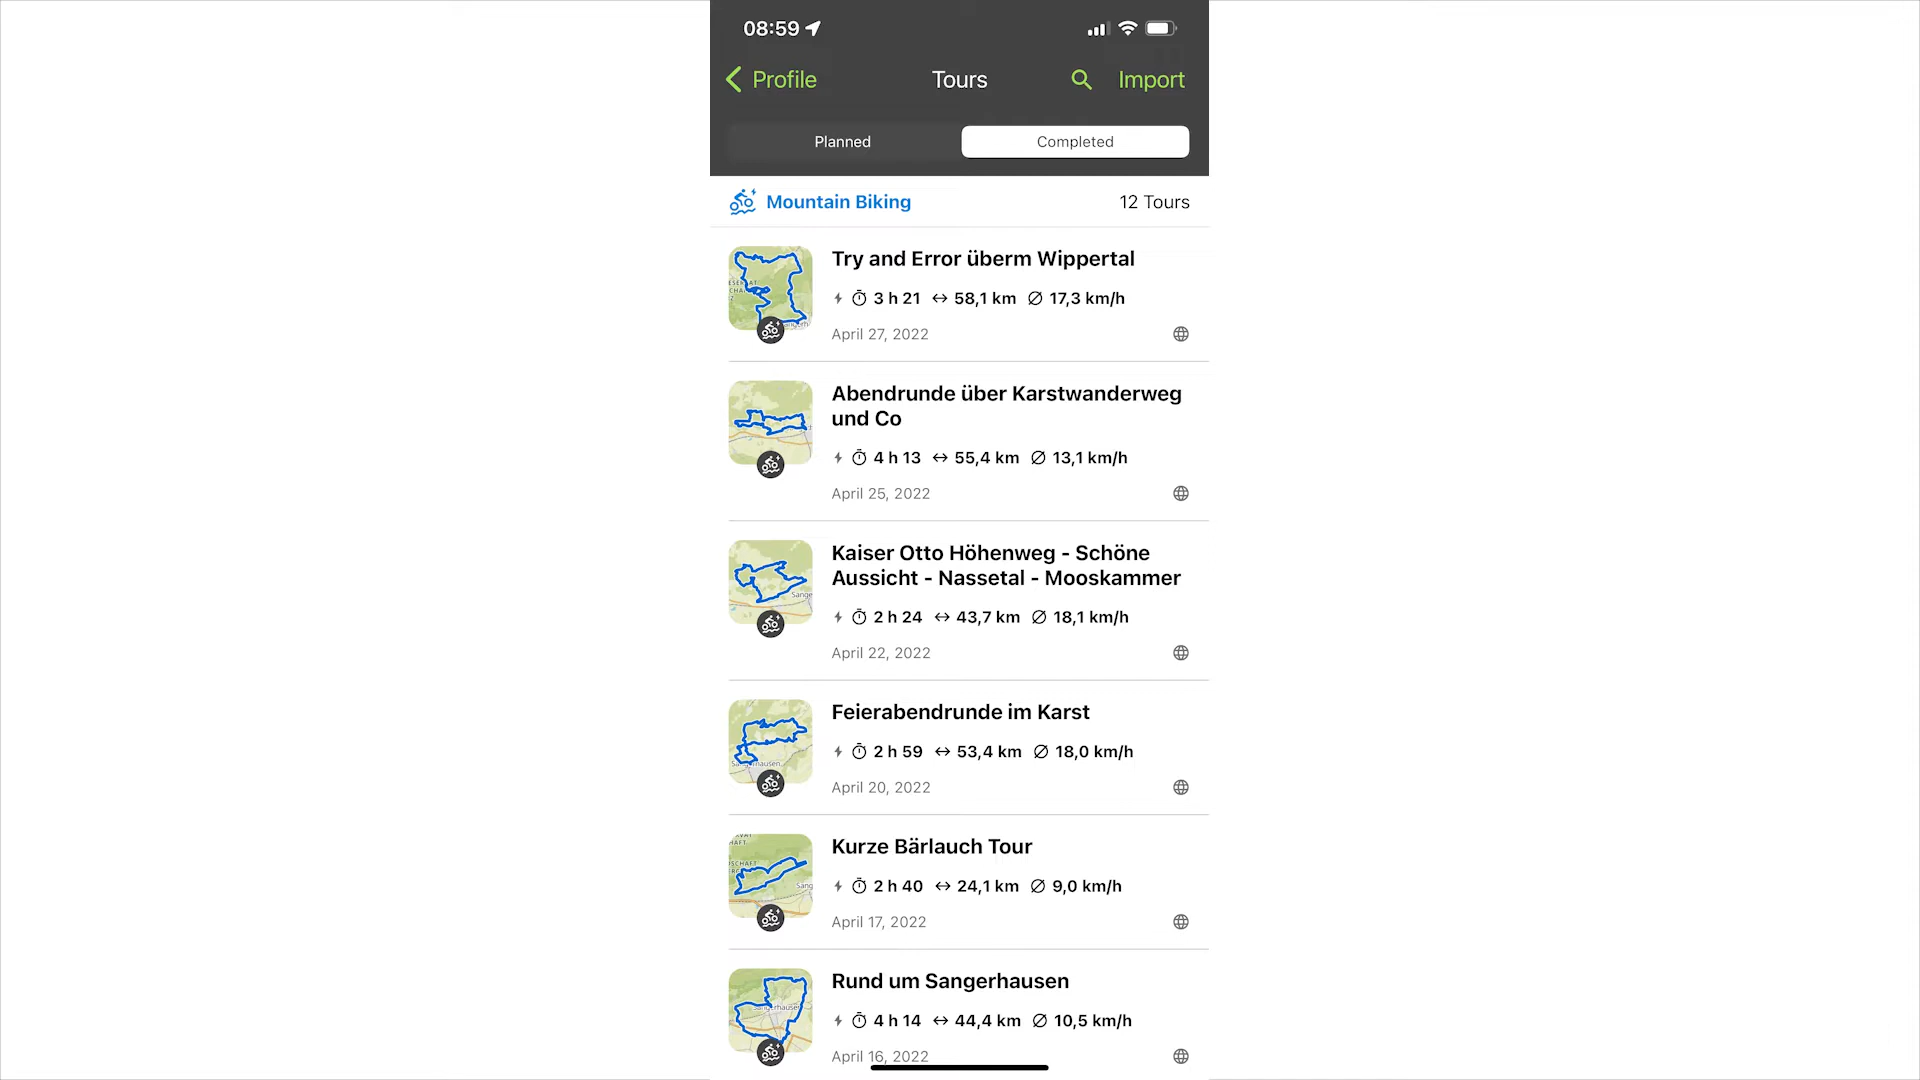 08:59
Profile
Tours
Import
Planned
Completed
Mountain Biking
12 Tours
Try and Error überm Wippertal
3 h 21 ↔ 58,1 km Ø 17,3 km/h
April 27, 2022
Abendrunde über Karstwanderweg
und Co
4 h 13 ↔ 55,4 km Ø 13,1 km/h
April 25, 2022
Kaiser Otto Höhenweg - Schöne
Aussicht - Nassetal - Mooskammer
Sange
2 h 24 ↔ 43,7 km Ø 18,1 km/h
April 22, 2022
Feierabendrunde im Karst
2 h 59 ↔ 53,4 km Ø 18,0 km/h
April 20, 2022
Kurze Bärlauch Tour
2 h 40 ↔ 24,1 km Ø 9,0 km/h
Sang
April 17, 2022
Rund um Sangerhausen
4 h 14 ↔ 44,4 km Ø 10,5 km/h
April 16, 2022